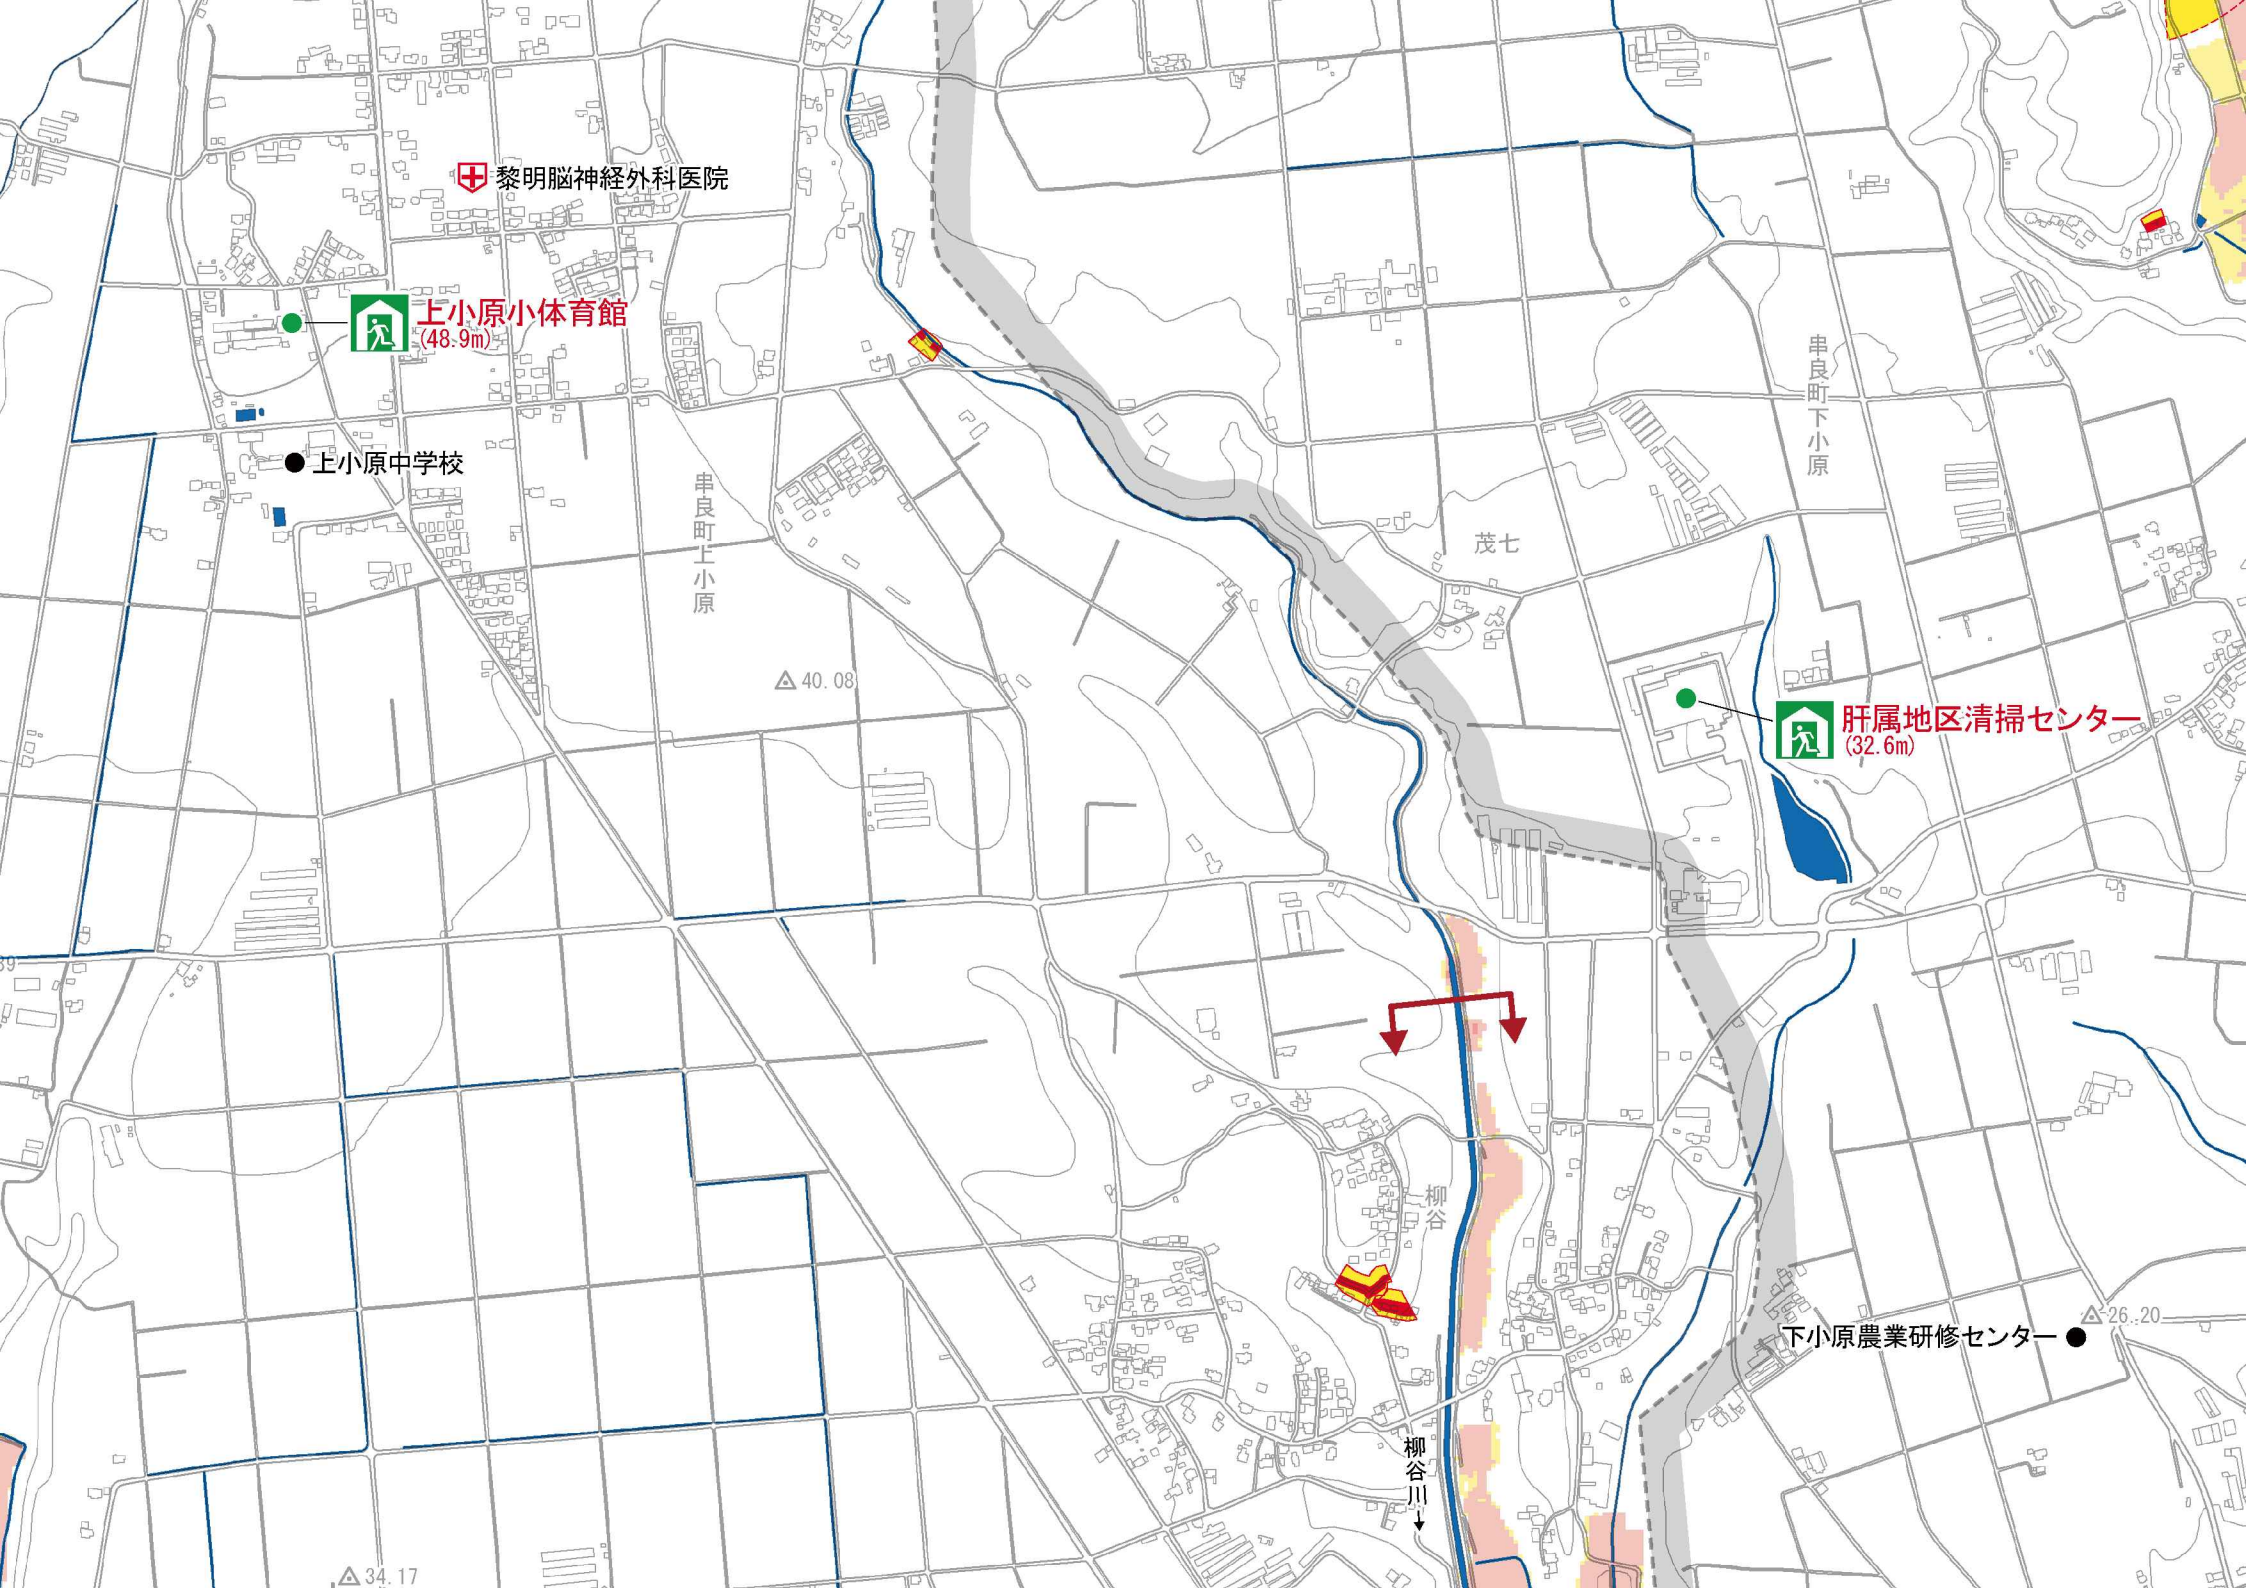 黎明脳神経外科医院
上小原小体育館
(48.9m)
串良町下小原
上小原中学校
串良町上小原
茂七
40.08
肝属地区清掃センター
(32.6m)
39
柳谷
26.20
下小原農業研修センター
柳谷川
34.17